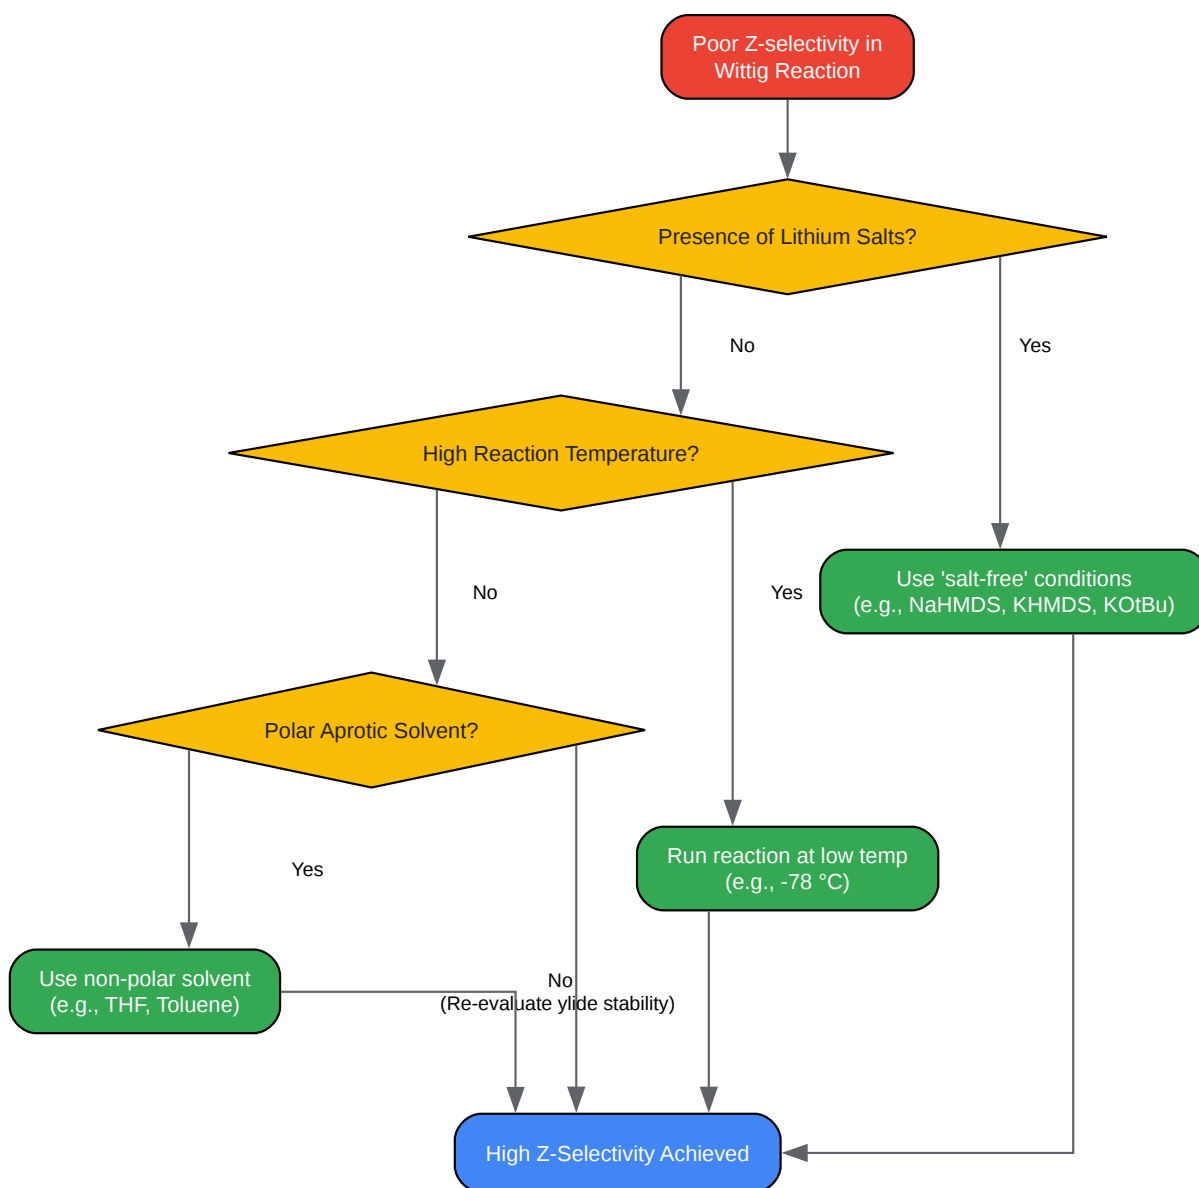 Poor Z-selectivity in
Wittig Reaction
Presence of Lithium Salts?
No
Yes
High Reaction Temperature?
No
Yes
Use 'salt-free' conditions
(e.g., NaHMDS, KHMDS, KOtBu)
Polar Aprotic Solvent?
Yes
Run reaction at low temp
(e.g., -78 °C)
Use non-polar solvent
(e.g., THF, Toluene)
No
(Re-evaluate ylide stability)
High Z-Selectivity Achieved